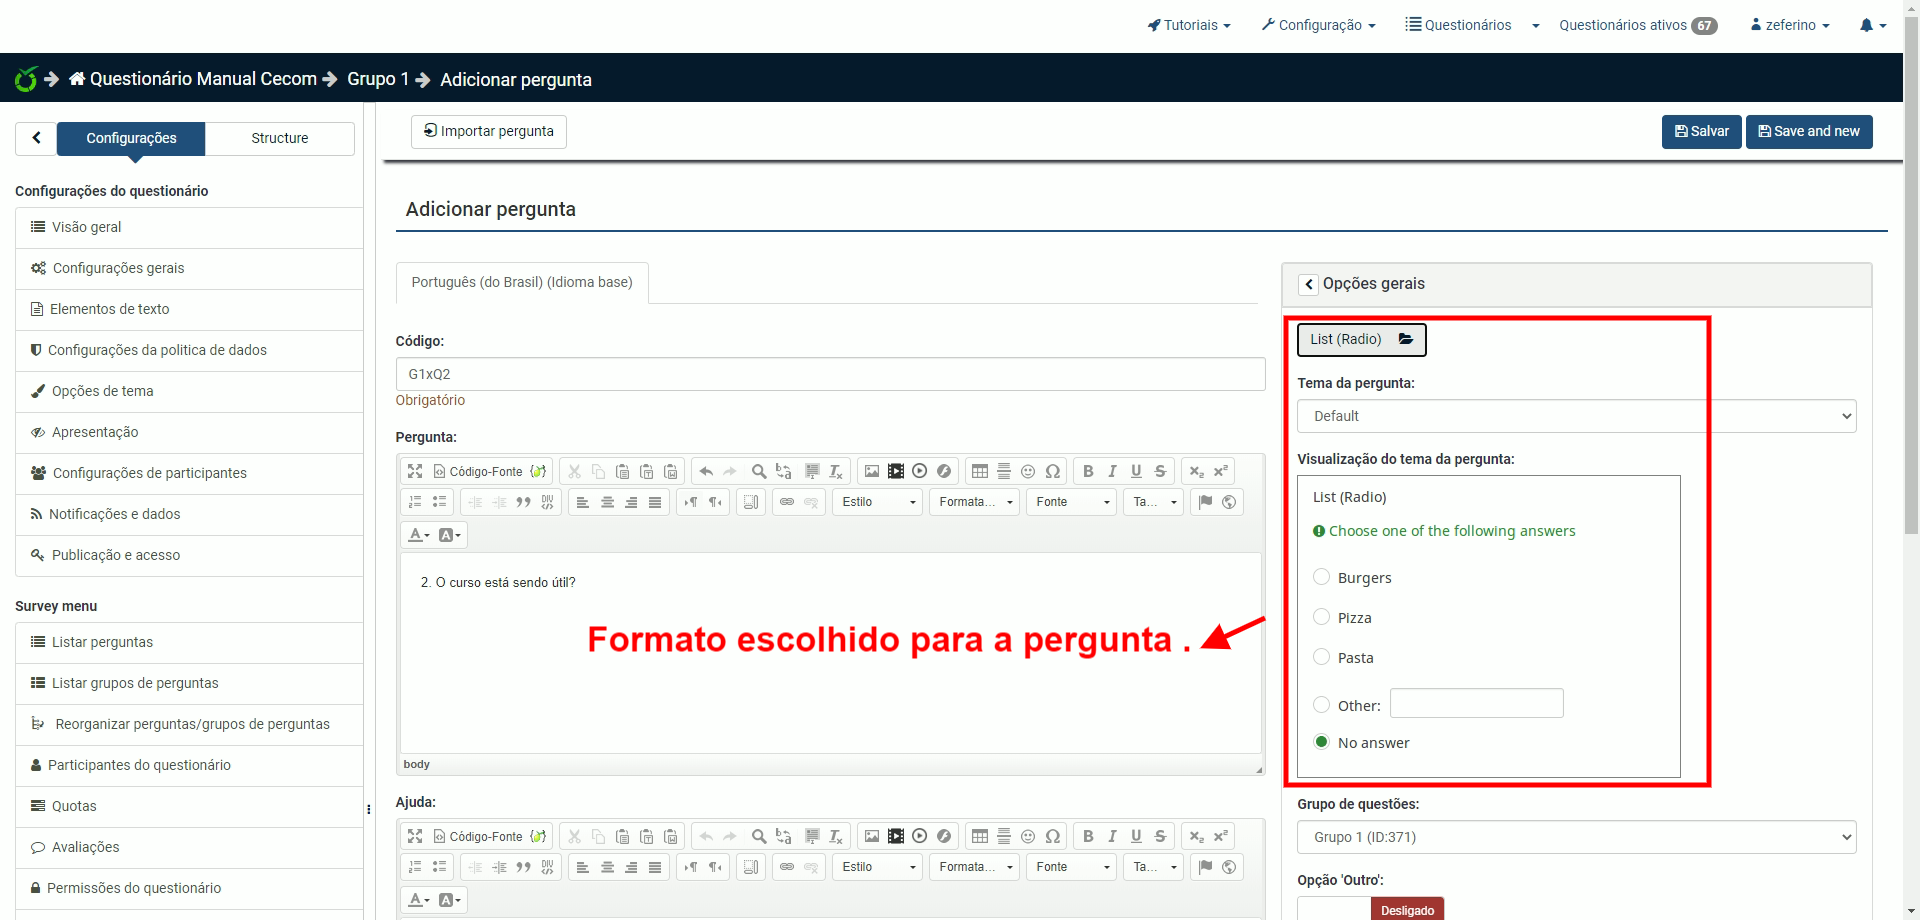 Tutoriais
Configuração
Questionários
Questionários ativos 67
zeferino
Questionário Manual Cecom
Grupo 1
Adicionar pergunta
Configurações
Structure
Importar pergunta
Salvar
Save and new
Configurações do questionário
Visão geral
Configurações gerais
Elementos de texto
Configurações da politica de dados
Opções de tema
Apresentação
Configurações de participantes
Notificações e dados
Publicação e acesso
Survey menu
Listar perguntas
Listar grupos de perguntas
Reorganizar perguntas/grupos de perguntas
Participantes do questionário
Quotas
Avaliações
Permissões do questionário
Adicionar pergunta
Português (do Brasil) (Idioma base)
Código:
G1xQ2
Obrigatório
Pergunta:
Código-Fonte
Estilo
Formata...
Fonte
Ta...
2. O curso está sendo útil?
Formato escolhido para a pergunta .
body
Ajuda:
Código-Fonte
Estilo
Formata...
Fonte
Ta...
Opções gerais
List (Radio)
Tema da pergunta:
Default
Visualização do tema da pergunta:
List (Radio)
Choose one of the following answers
Burgers
Pizza
Pasta
Other:
No answer
Grupo de questões:
Grupo 1 (ID:371)
Opção 'Outro':
Desligado